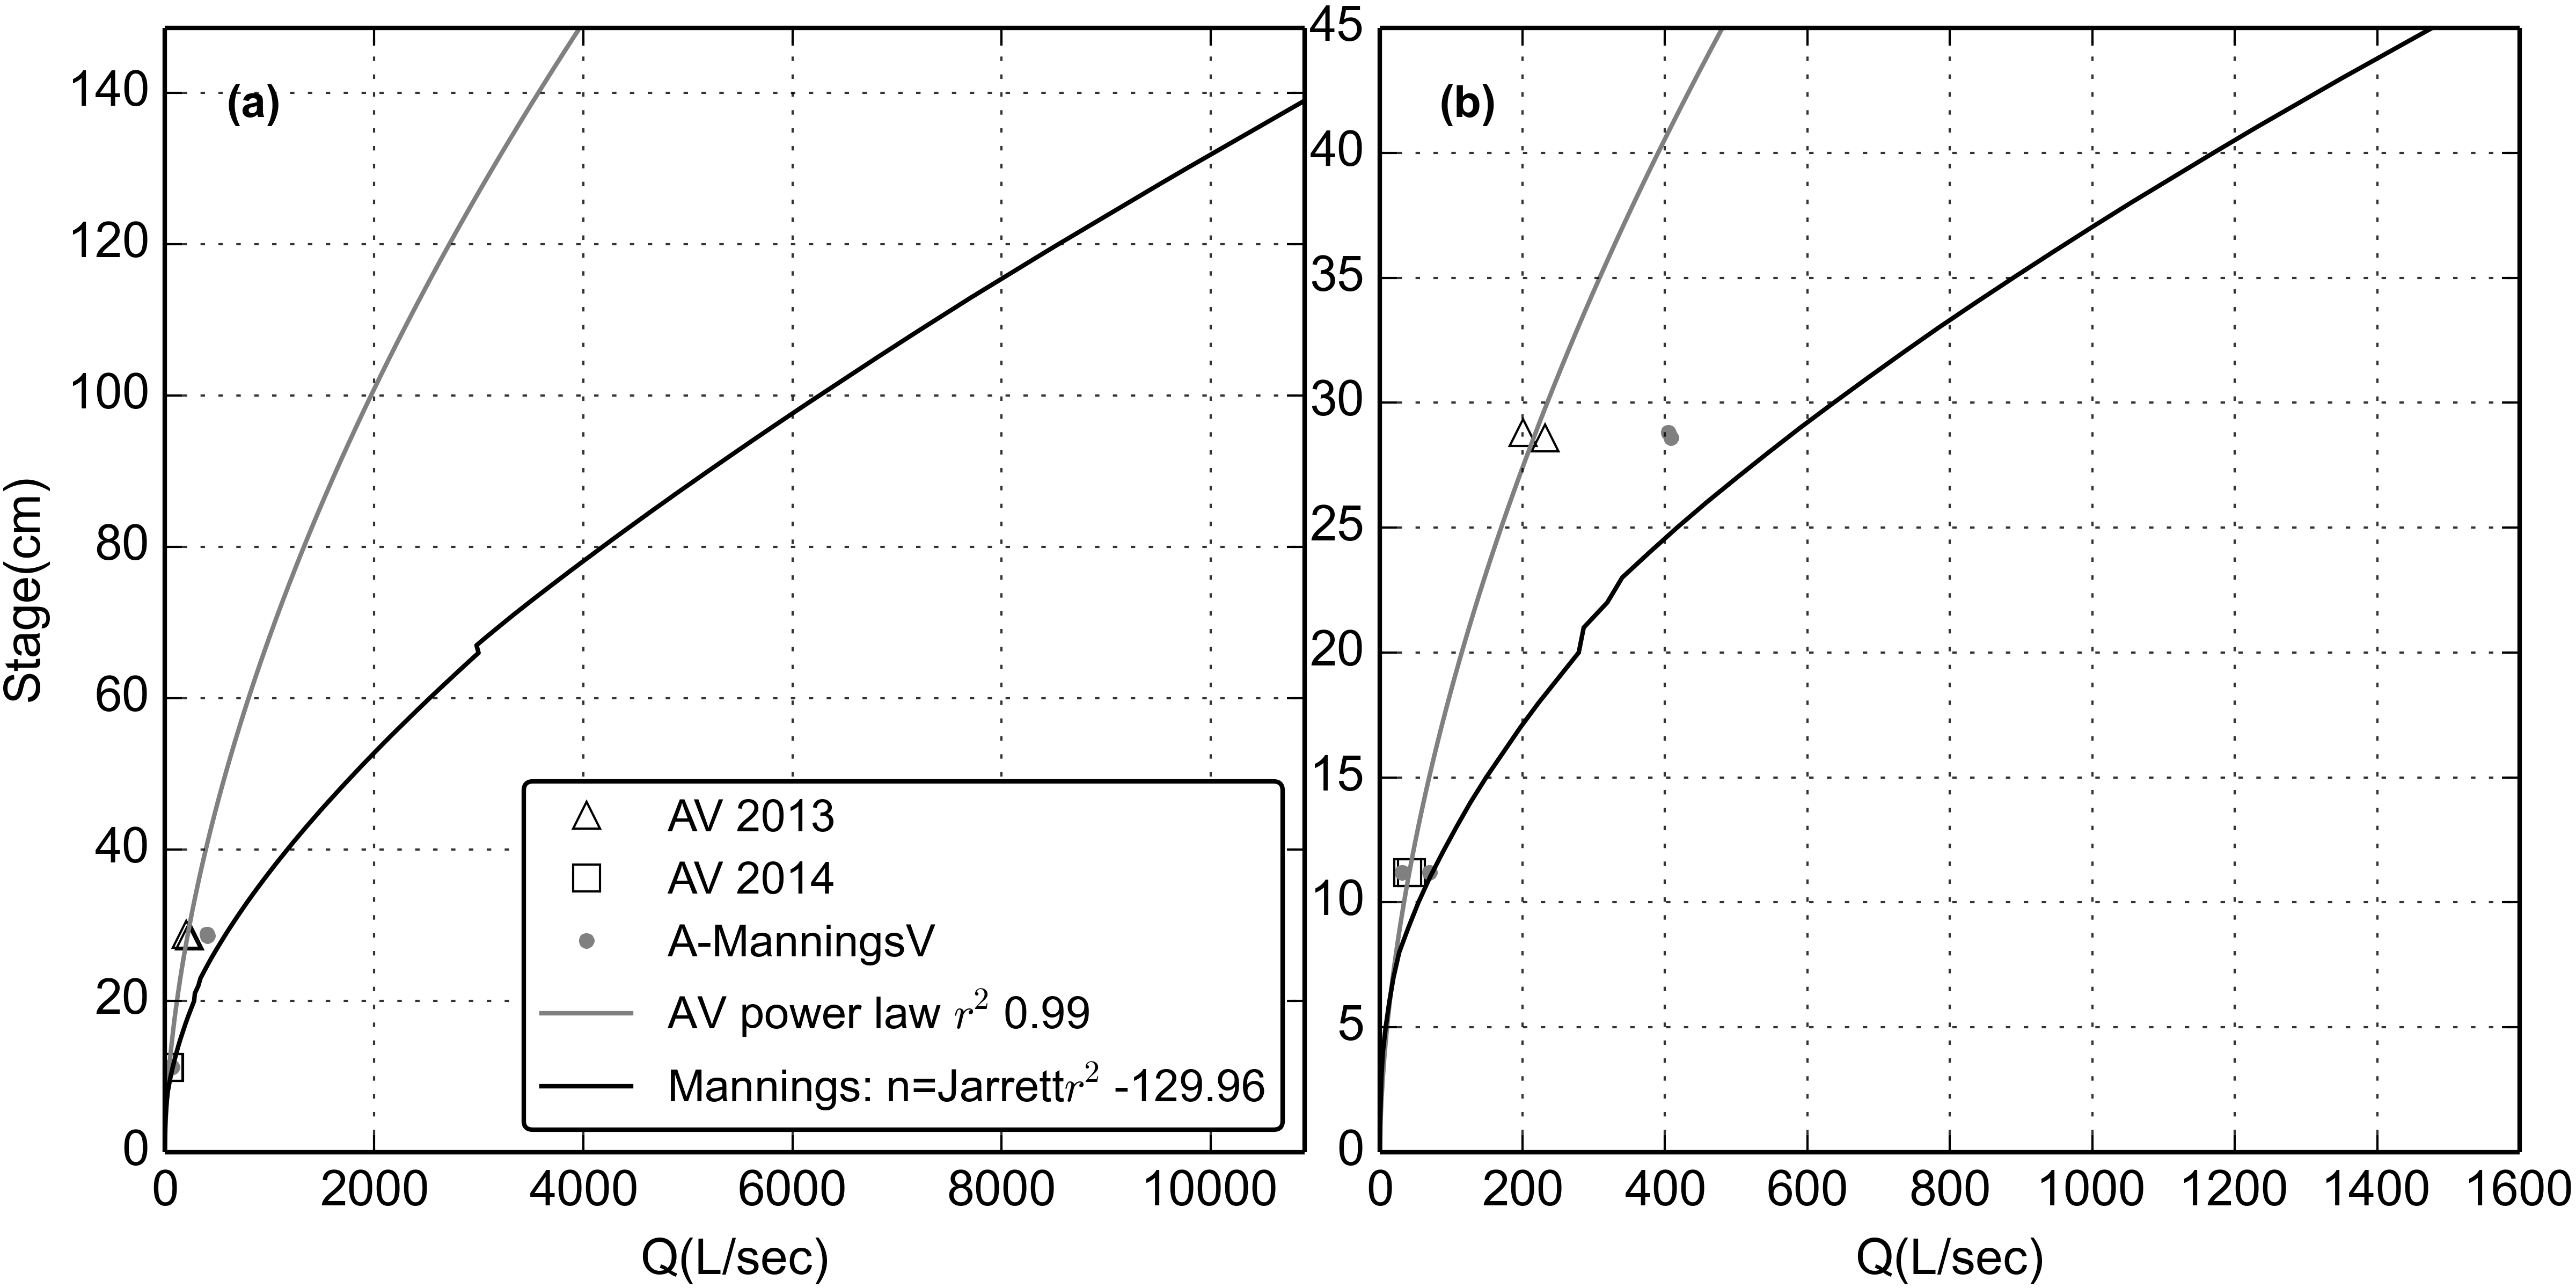 (a)
140
120
100
80
60
40
20
0
Stage(cm)
AV 2013
AV 2014
A-ManningsV
AV power law r² 0.99
Mannings: n=Jarrettr² -129.96
0 2000 4000 6000 8000 10000
Q(L/sec)
(b)
45
40
35
30
25
20
15
10
5
0
0 200 400 600 800 1000 1200 1400 1600
Q(L/sec)